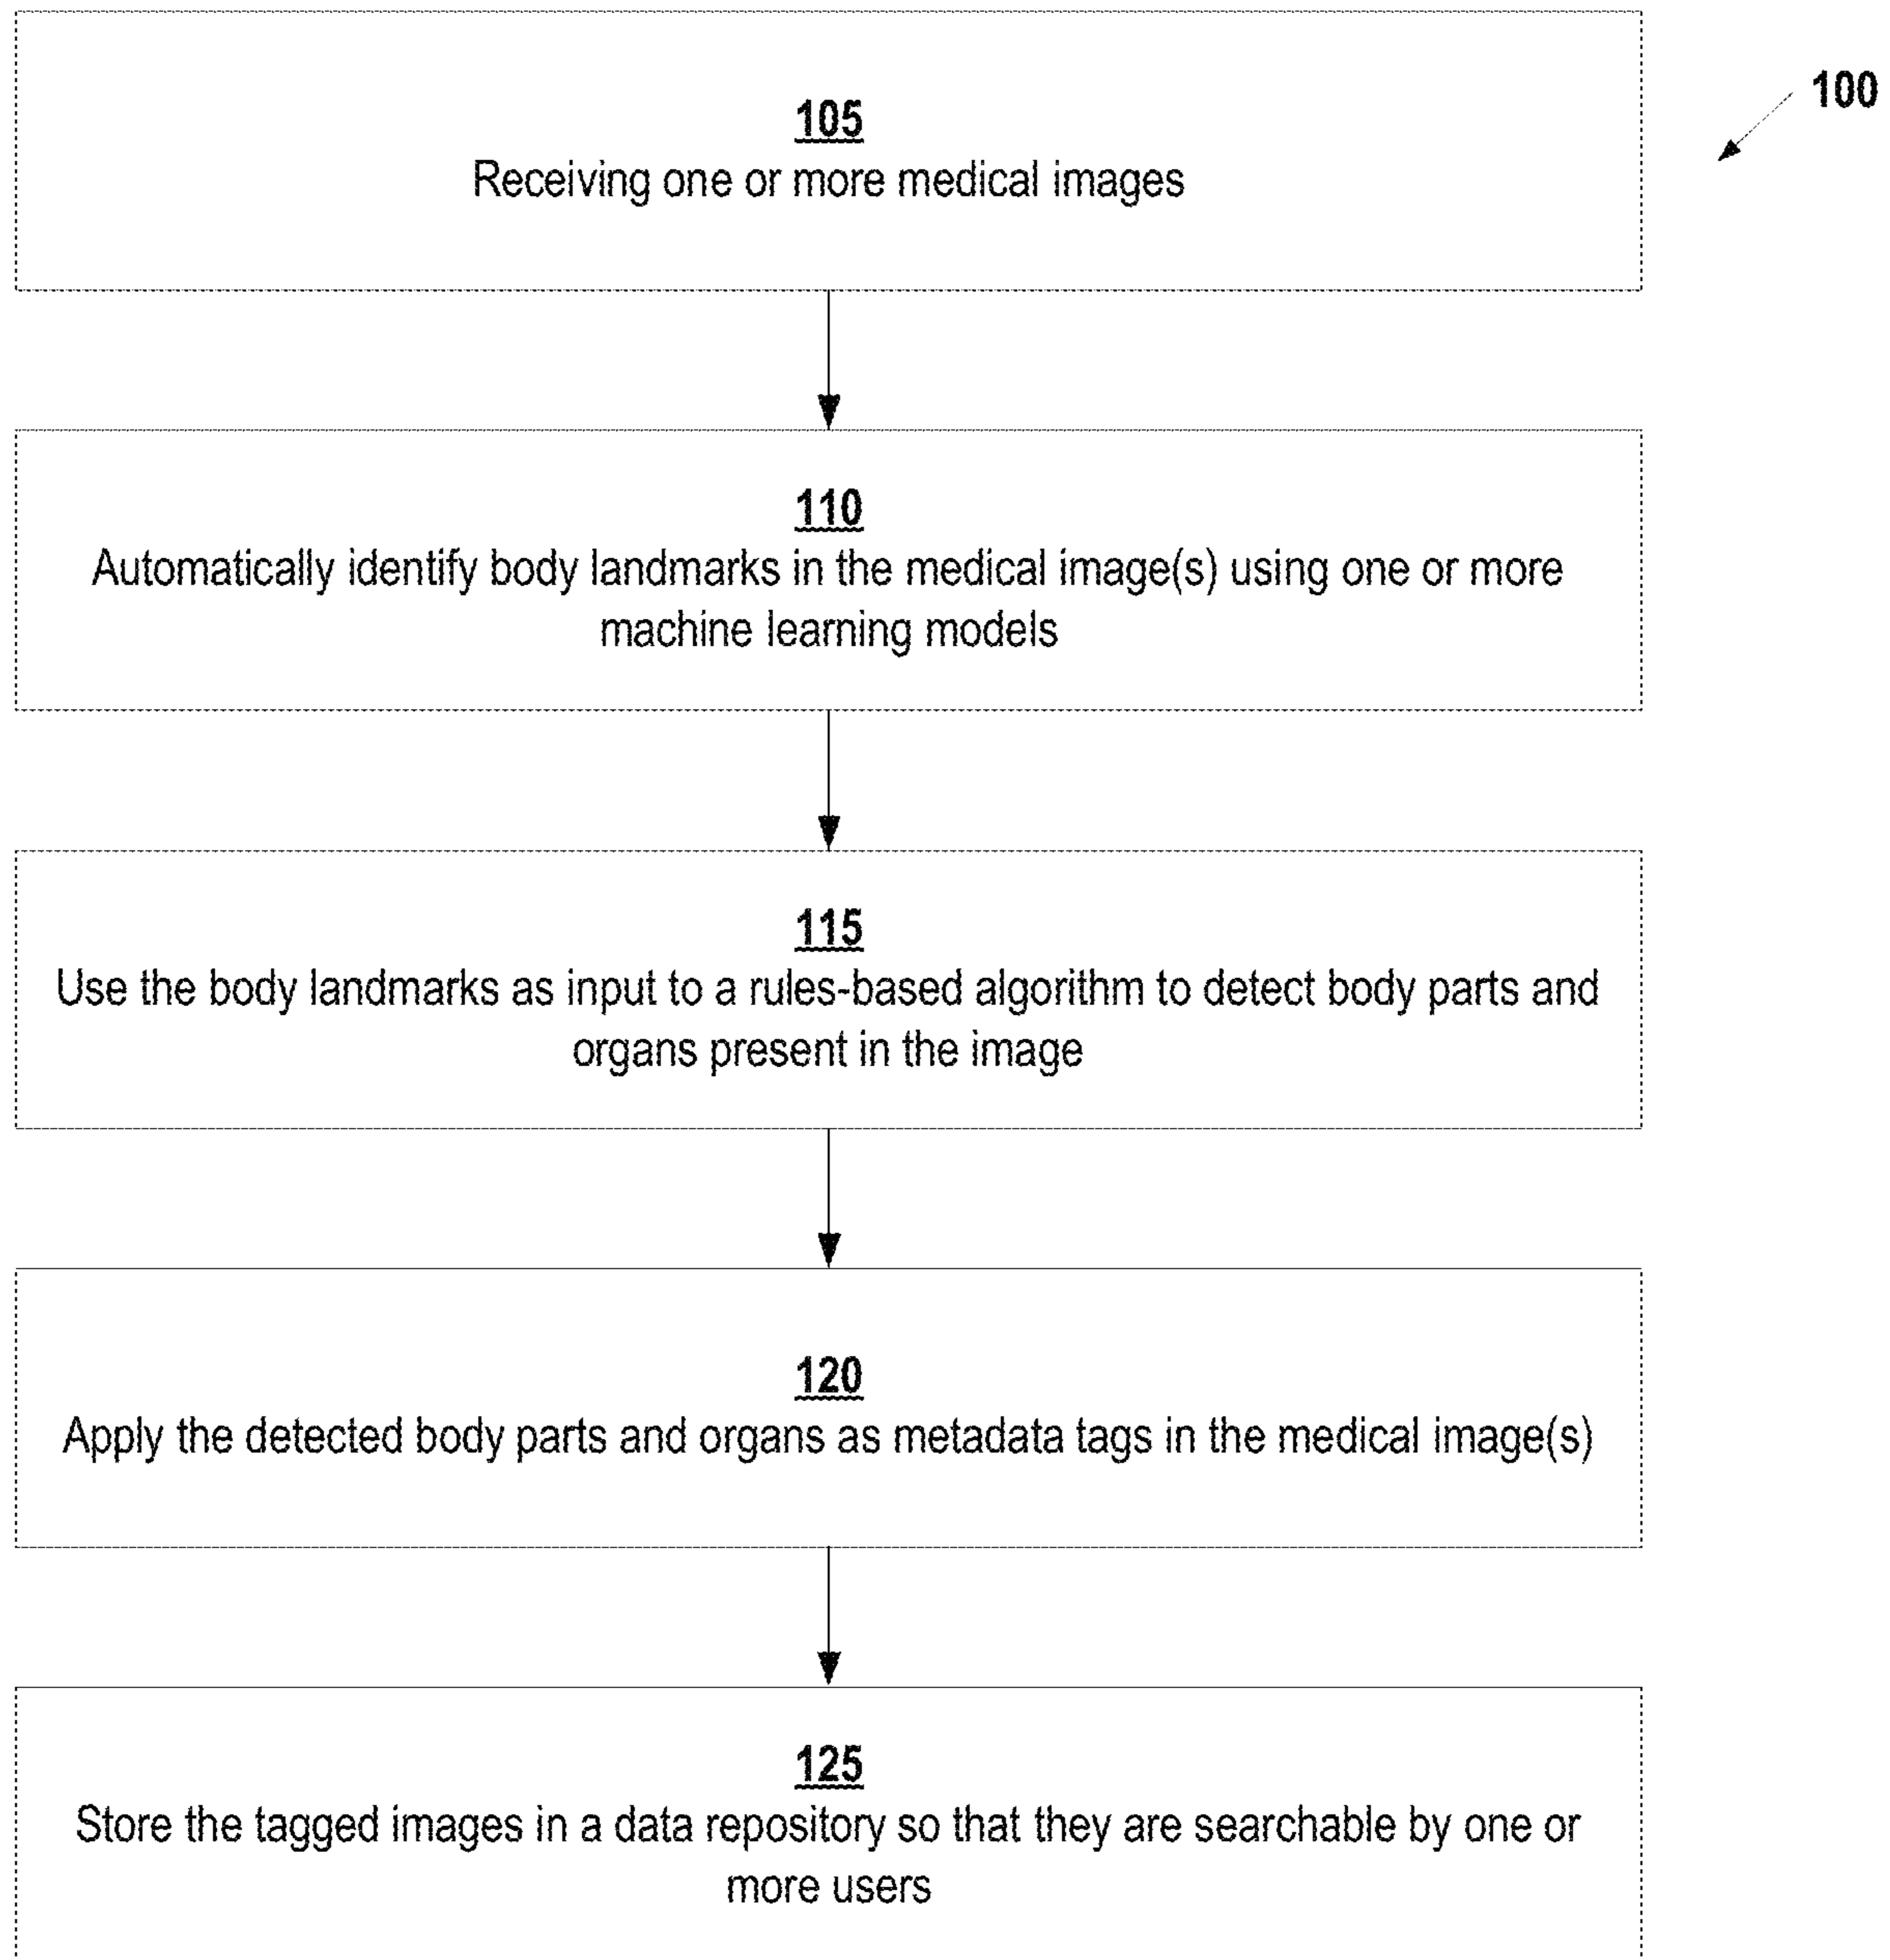 100
105
Receiving one or more medical images
110
Automatically identify body landmarks in the medical image(s) using one or more
machine learning models
115
Use the body landmarks as input to a rules-based algorithm to detect body parts and
organs present in the image
120
Apply the detected body parts and organs as metadata tags in the medical image(s)
125
Store the tagged images in a data repository so that they are searchable by one or
more users